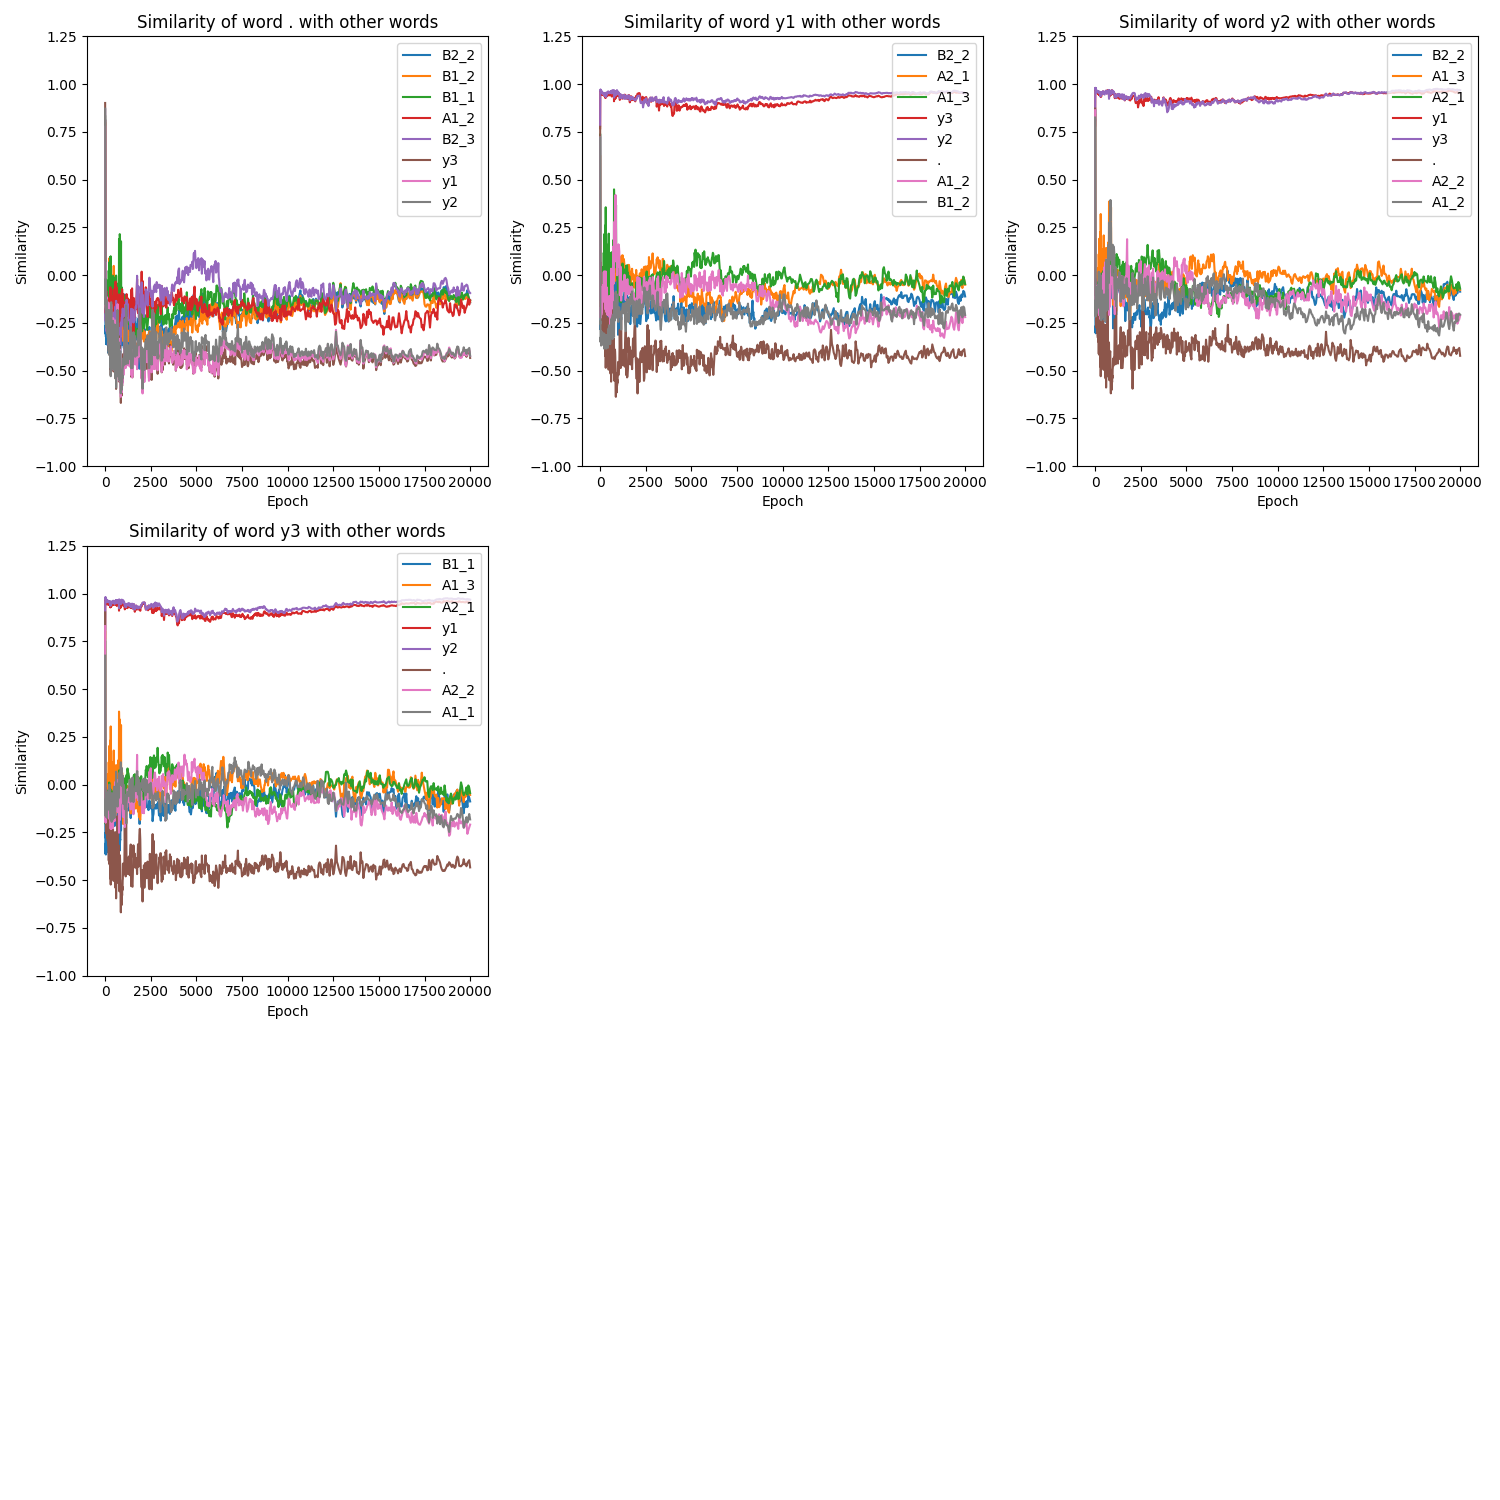 Similarity of word . with other words
1.25
1.00
0.75
0.50
0.25
0.00
−0.25
−0.50
−0.75
−1.00
Similarity
0 2500 5000 7500 10000 12500 15000 17500 20000
Epoch
B2_2
B1_2
B1_1
A1_2
B2_3
y3
y1
y2
Similarity of word y1 with other words
1.25
1.00
0.75
0.50
0.25
0.00
−0.25
−0.50
−0.75
−1.00
Similarity
0 2500 5000 7500 10000 12500 15000 17500 20000
Epoch
B2_2
A2_1
A1_3
y3
y2
.
A1_2
B1_2
Similarity of word y2 with other words
1.25
1.00
0.75
0.50
0.25
0.00
−0.25
−0.50
−0.75
−1.00
Similarity
0 2500 5000 7500 10000 12500 15000 17500 20000
Epoch
B2_2
A1_3
A2_1
y1
y3
.
A2_2
A1_2
Similarity of word y3 with other words
1.25
1.00
0.75
0.50
0.25
0.00
−0.25
−0.50
−0.75
−1.00
Similarity
0 2500 5000 7500 10000 12500 15000 17500 20000
Epoch
B1_1
A1_3
A2_1
y1
y2
.
A2_2
A1_1